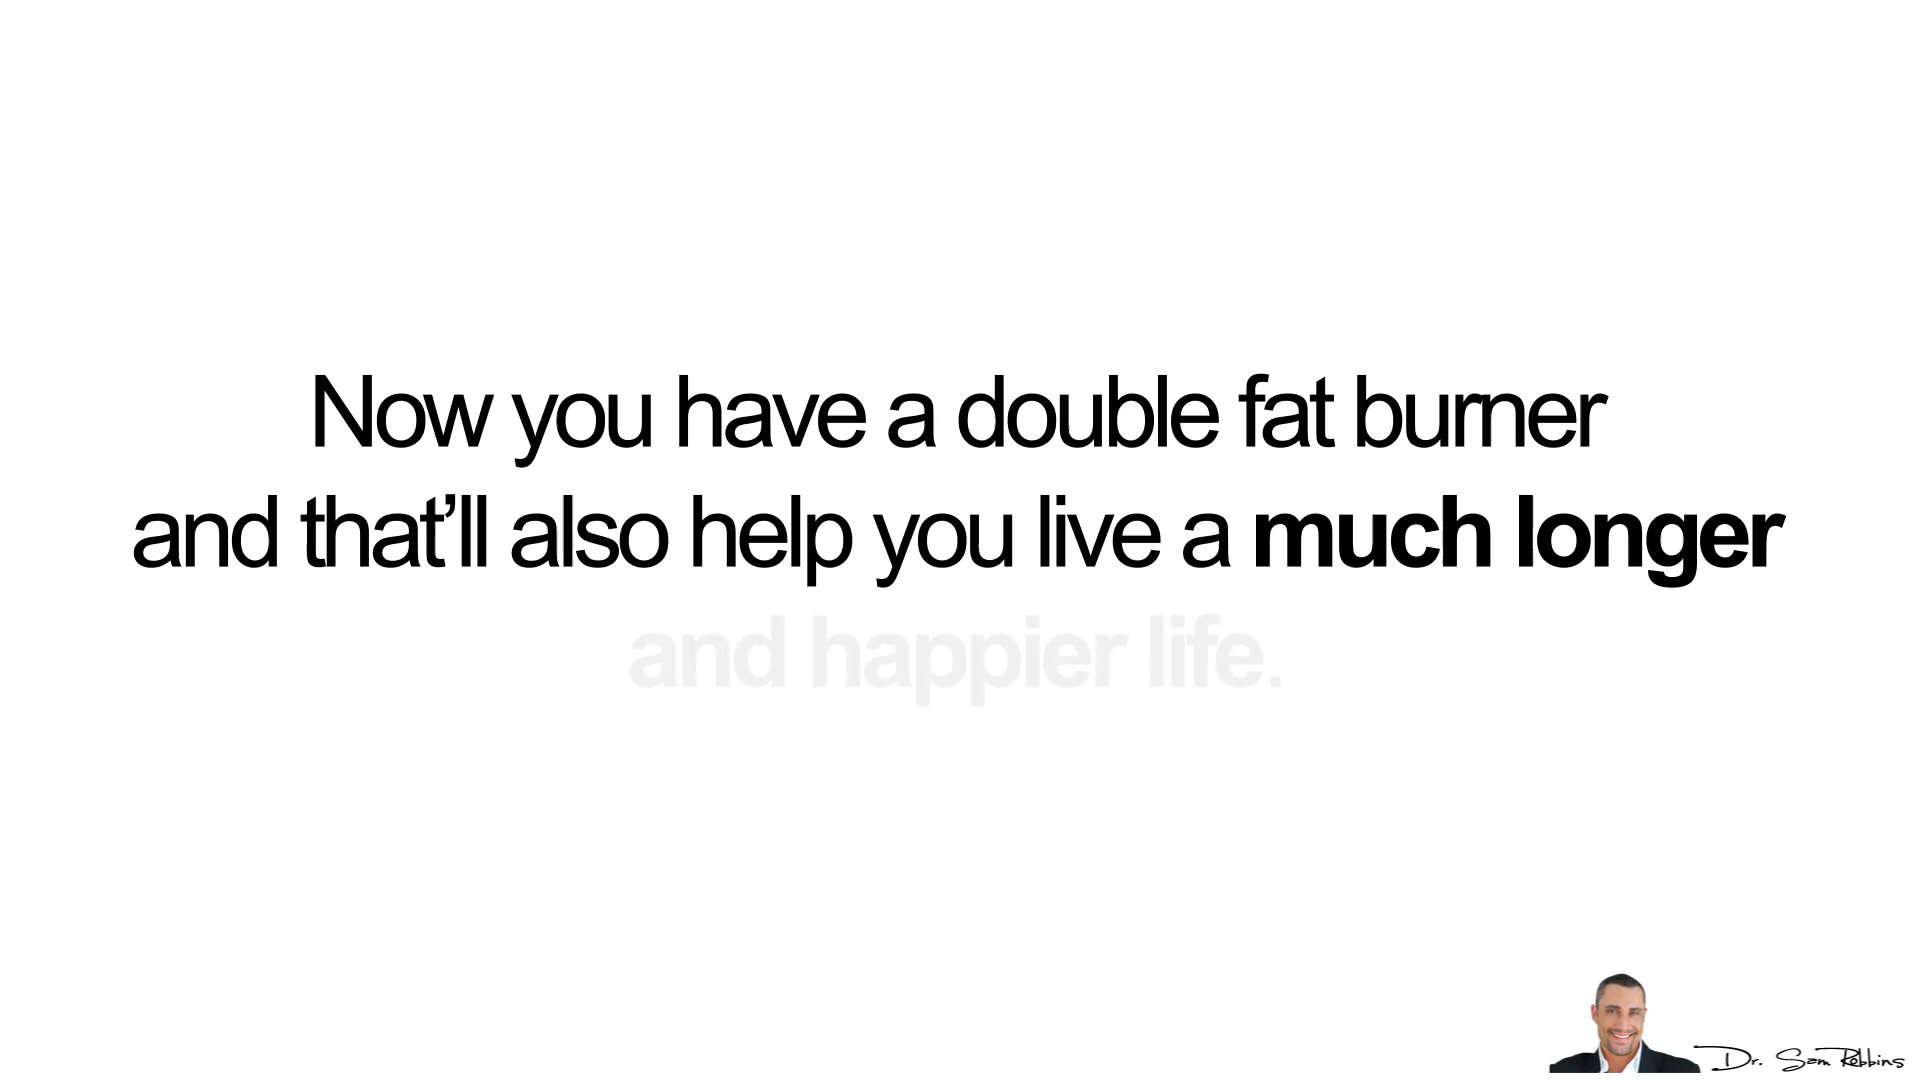 Now you have a double fat burner
and that’ll also help you live a much longer
and happier life.
Dr. Sam Robbins